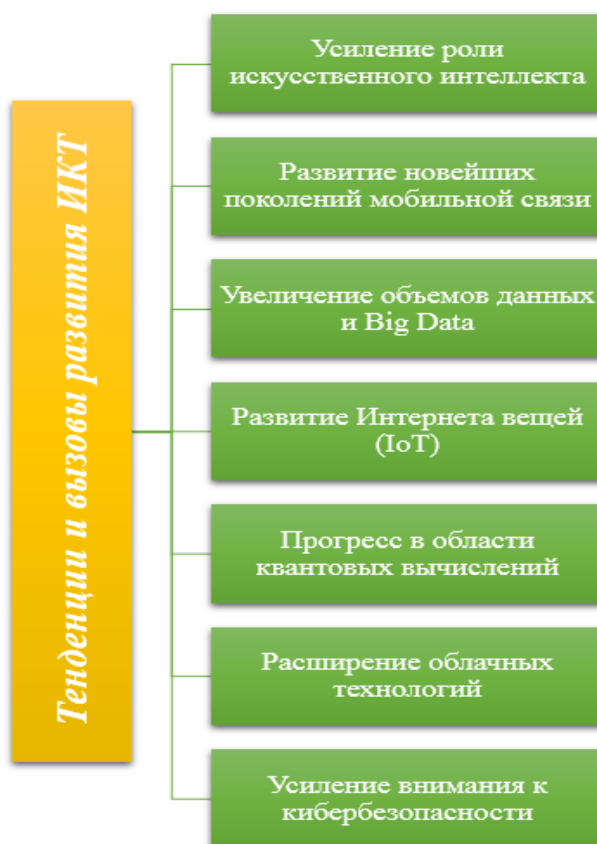 Тенденции и вызовы развития ИКТ
Усиление роли
искусственного интеллекта
Развитие новейших
поколений мобильной связи
Увеличение объемов данных
и Big Data
Развитие Интернета вещей
(IoT)
Прогресс в области
квантовых вычислений
Расширение облачных
технологий
Усиление внимания к
кибербезопасности